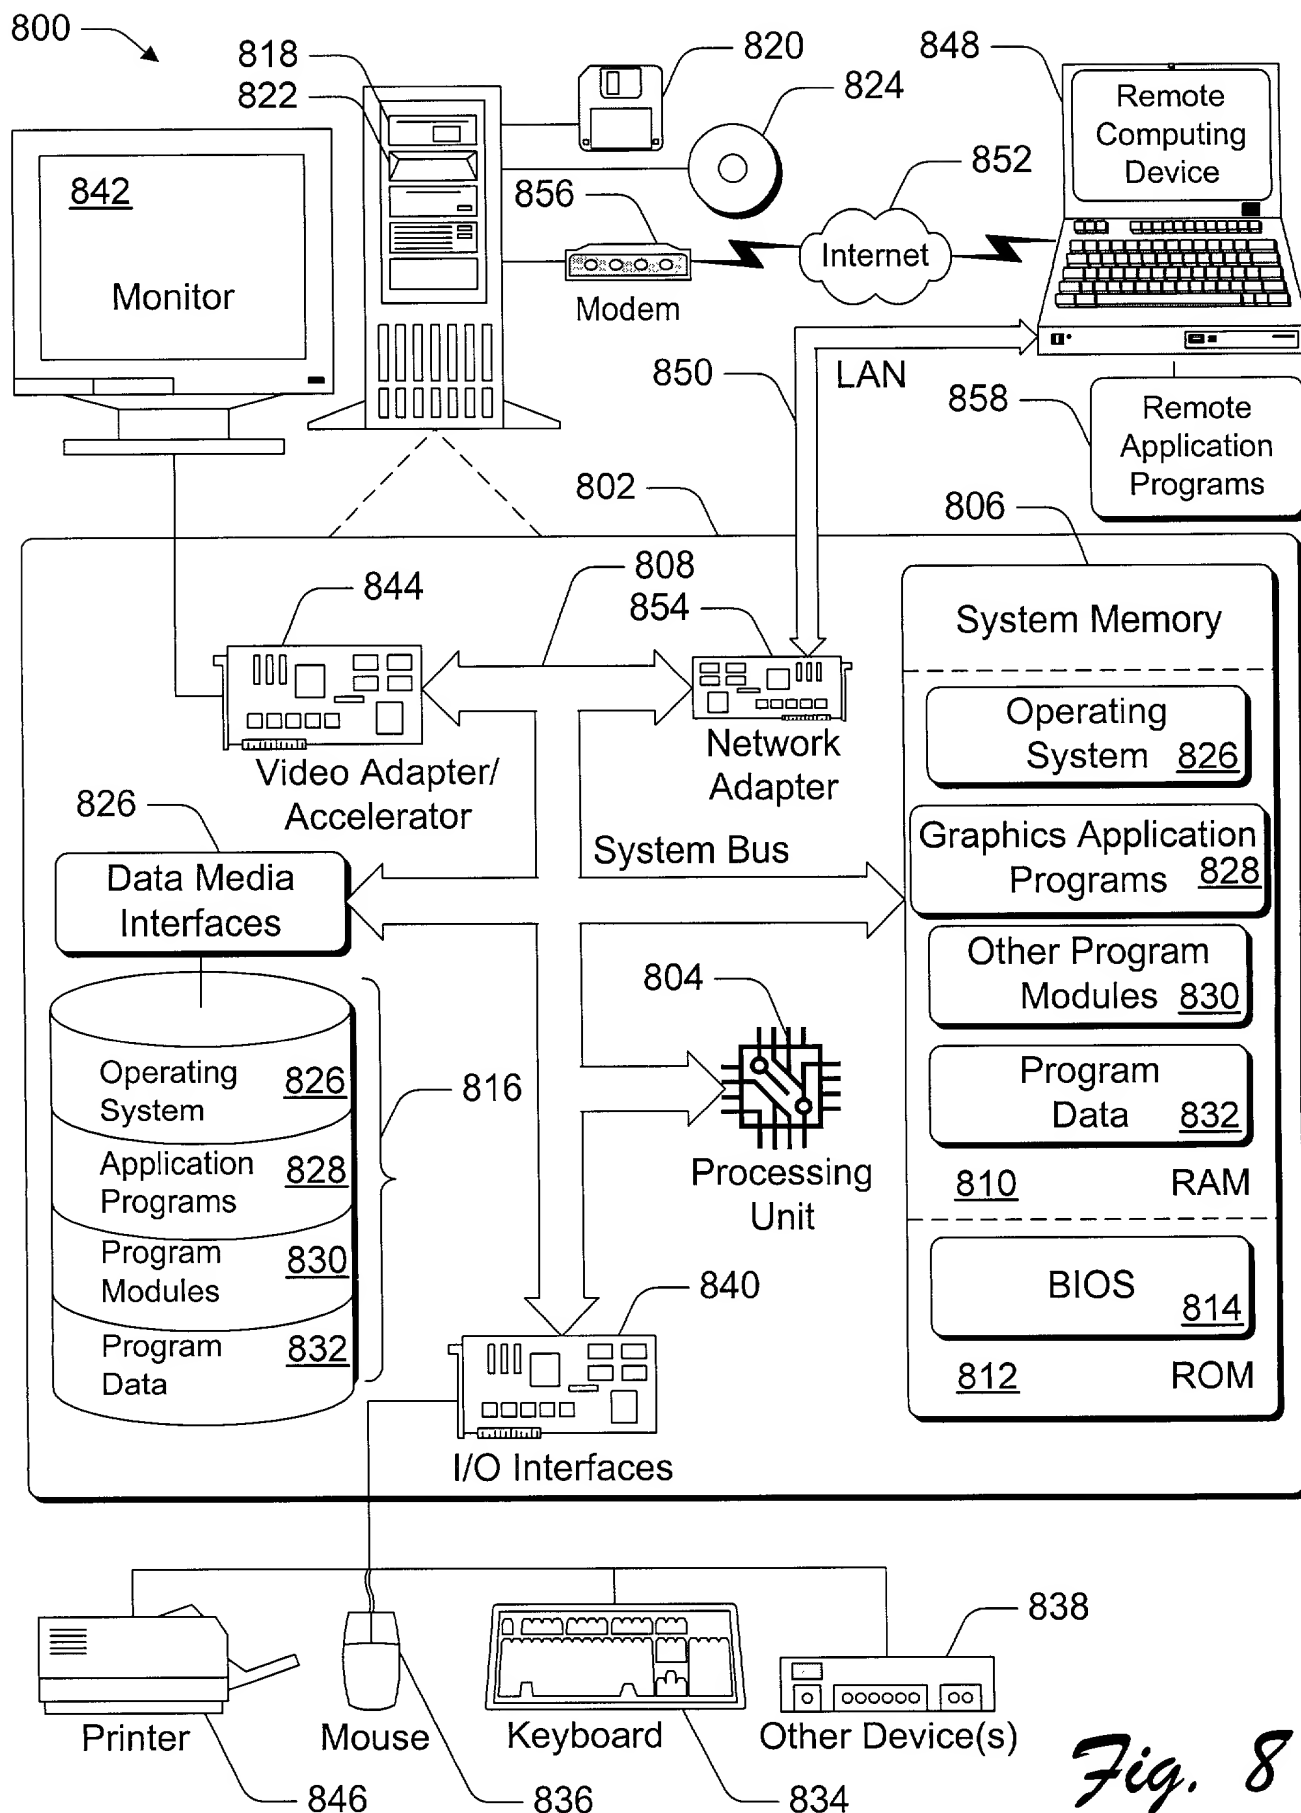 800
818
822
820
824
848
Remote
Computing
Device
842
Monitor
856
Modem
852
Internet
850
LAN
858
Remote
Application
Programs
802
806
808
844
854
System Memory
Operating
System 826
Video Adapter/
Accelerator
Network
Adapter
826
Data Media
Interfaces
System Bus
Graphics Application
Programs 828
Other Program
Modules 830
804
Processing
Unit
Program
Data 832
810 RAM
Operating
System 826
816
Application
Programs 828
Program
Modules 830
Program
Data 832
840
I/O Interfaces
BIOS
814
812 ROM
838
Printer
Mouse
Keyboard
Other Device(s)
846
836
834
Fig. 8